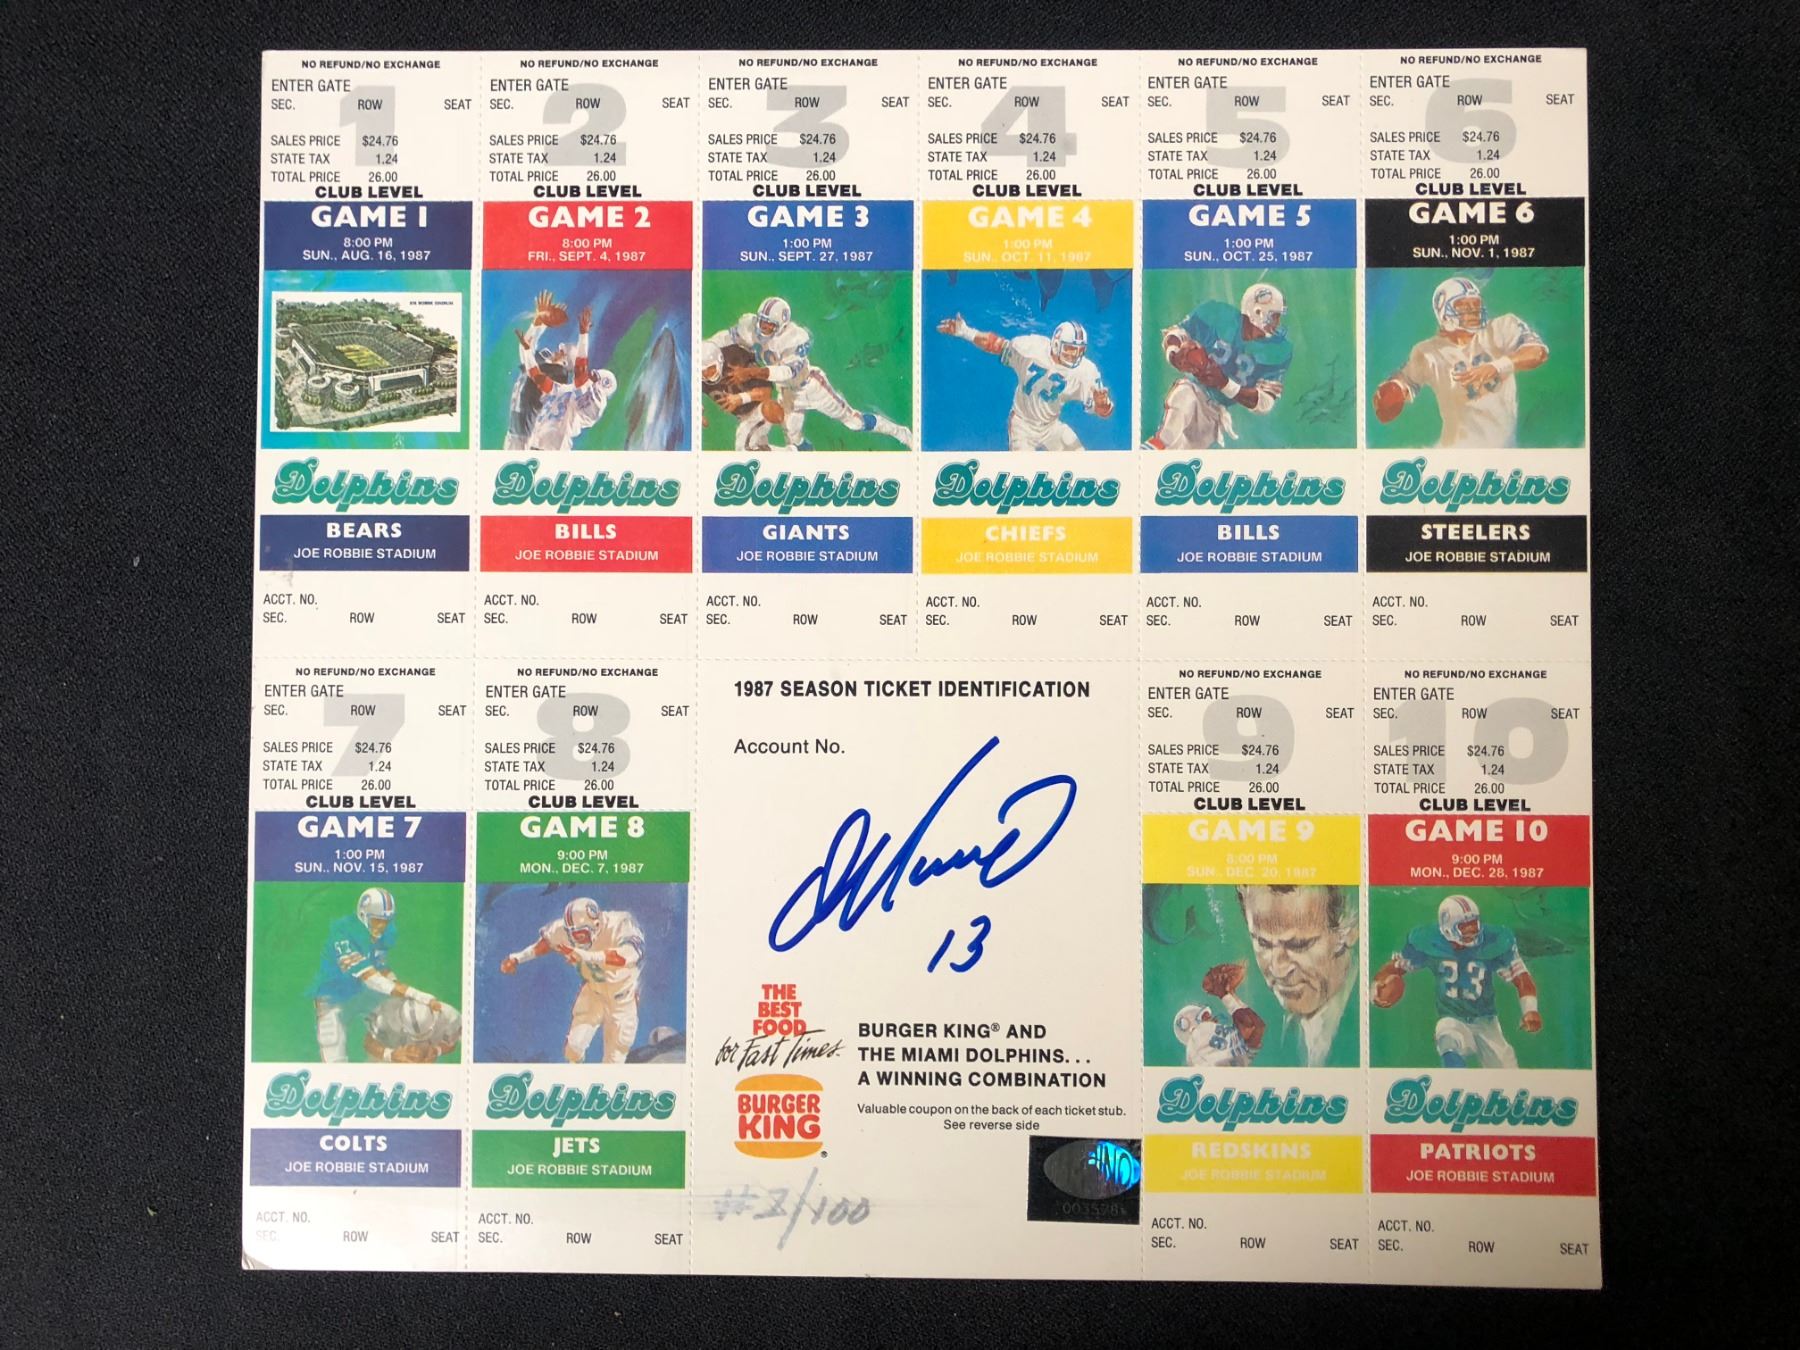 NO REFUND/NO EXCHANGE
ENTER GATE
1
SEC. ROW SEAT
SALES PRICE $24.76
STATE TAX 1.24
TOTAL PRICE 26.00
CLUB LEVEL
GAME 1
8:00 PM
SUN., AUG. 16, 1987
JOE ROBBIE STADIUM
Dolphins
BEARS
JOE ROBBIE STADIUM
ACCT. NO.
SEC. ROW SEAT
NO REFUND/NO EXCHANGE
ENTER GATE
2
SEC. ROW SEAT
SALES PRICE $24.76
STATE TAX 1.24
TOTAL PRICE 26.00
CLUB LEVEL
GAME 2
8:00 PM
FRI., SEPT. 4, 1987
Dolphins
BILLS
JOE ROBBIE STADIUM
ACCT. NO.
SEC. ROW SEAT
NO REFUND/NO EXCHANGE
ENTER GATE
3
SEC. ROW SEAT
SALES PRICE $24.76
STATE TAX 1.24
TOTAL PRICE 26.00
CLUB LEVEL
GAME 3
1:00 PM
SUN., SEPT. 27, 1987
Dolphins
GIANTS
JOE ROBBIE STADIUM
ACCT. NO.
SEC. ROW SEAT
NO REFUND/NO EXCHANGE
ENTER GATE
4
SEC. ROW SEAT
SALES PRICE $24.76
STATE TAX 1.24
TOTAL PRICE 26.00
CLUB LEVEL
GAME 4
1:00 PM
SUN., OCT. 11, 1987
73
Dolphins
CHIEFS
JOE ROBBIE STADIUM
ACCT. NO.
SEC. ROW SEAT
NO REFUND/NO EXCHANGE
ENTER GATE
5
SEC. ROW SEAT
SALES PRICE $24.76
STATE TAX 1.24
TOTAL PRICE 26.00
CLUB LEVEL
GAME 5
1:00 PM
SUN., OCT. 25, 1987
Dolphins
BILLS
JOE ROBBIE STADIUM
ACCT. NO.
SEC. ROW SEAT
NO REFUND/NO EXCHANGE
ENTER GATE
6
SEC. ROW SEAT
SALES PRICE $24.76
STATE TAX 1.24
TOTAL PRICE 26.00
CLUB LEVEL
GAME 6
1:00 PM
SUN., NOV. 1, 1987
Dolphins
STEELERS
JOE ROBBIE STADIUM
ACCT. NO.
SEC. ROW SEAT
NO REFUND/NO EXCHANGE
ENTER GATE
7
SEC. ROW SEAT
SALES PRICE $24.76
STATE TAX 1.24
TOTAL PRICE 26.00
CLUB LEVEL
GAME 7
1:00 PM
SUN., NOV. 15, 1987
Dolphins
COLTS
JOE ROBBIE STADIUM
ACCT. NO.
SEC. ROW SEAT
NO REFUND/NO EXCHANGE
ENTER GATE
8
SEC. ROW SEAT
SALES PRICE $24.76
STATE TAX 1.24
TOTAL PRICE 26.00
CLUB LEVEL
GAME 8
9:00 PM
MON., DEC. 7, 1987
Dolphins
JETS
JOE ROBBIE STADIUM
ACCT. NO.
SEC. ROW SEAT
1987 SEASON TICKET IDENTIFICATION
Account No.
13
THE
BEST
FOOD
for Fast Times.
BURGER
KING®
BURGER KING® AND
THE MIAMI DOLPHINS...
A WINNING COMBINATION
Valuable coupon on the back of each ticket stub.
See reverse side
/100
NO REFUND/NO EXCHANGE
ENTER GATE
9
SEC. ROW SEAT
SALES PRICE $24.76
STATE TAX 1.24
TOTAL PRICE 26.00
CLUB LEVEL
GAME 9
8:00 PM
SUN., DEC. 20, 1987
Dolphins
REDSKINS
JOE ROBBIE STADIUM
ACCT. NO.
SEC. ROW SEAT
NO REFUND/NO EXCHANGE
ENTER GATE
10
SEC. ROW SEAT
SALES PRICE $24.76
STATE TAX 1.24
TOTAL PRICE 26.00
CLUB LEVEL
GAME 10
9:00 PM
MON., DEC. 28, 1987
23
Dolphins
PATRIOTS
JOE ROBBIE STADIUM
ACCT. NO.
SEC. ROW SEAT